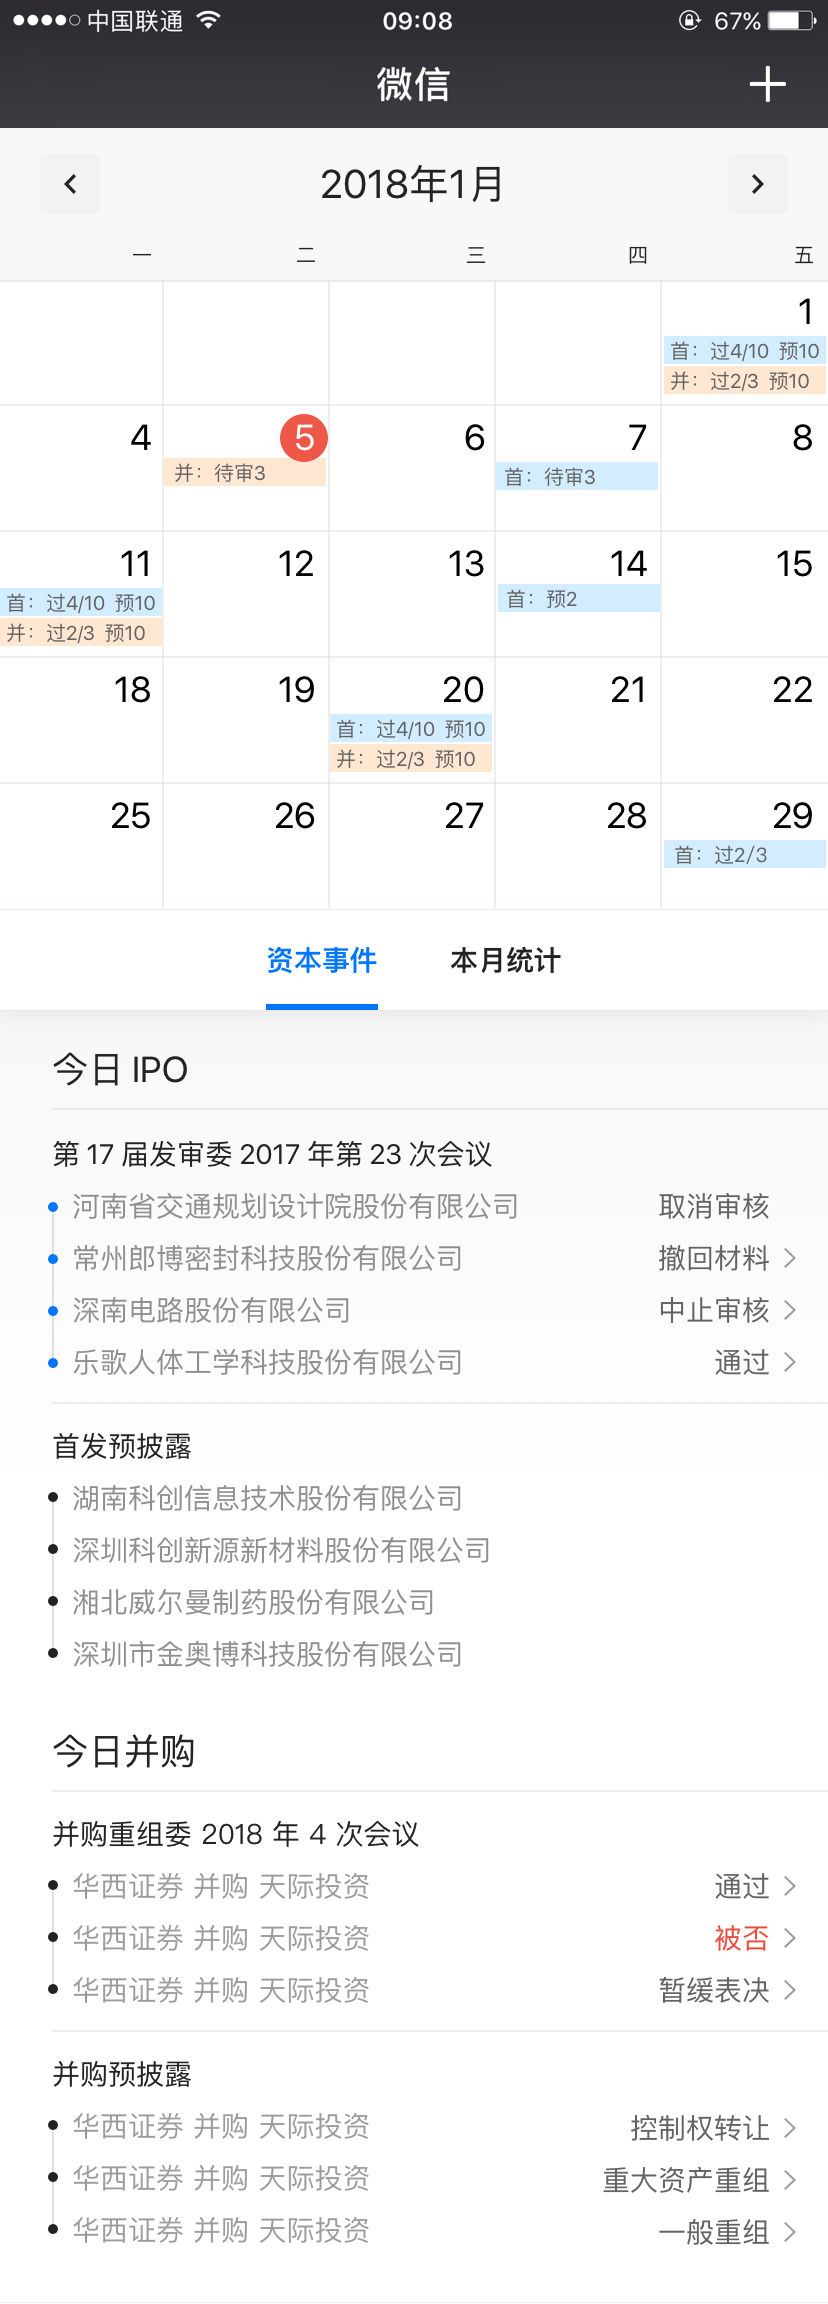 中国联通 09:08 67%
微信
2018年1月
一 二 三 四 五
1
首：过4/10 预10
并：过2/3 预10
4 5 6 7 8
并：待审3 首：待审3
11 12 13 14 15
首：过4/10 预10 首：预2
并：过2/3 预10
18 19 20 21 22
首：过4/10 预10
并：过2/3 预10
25 26 27 28 29
首：过2/3
资本事件 本月统计
今日 IPO
第 17 届发审委 2017 年第 23 次会议
河南省交通规划设计院股份有限公司 取消审核
常州郎博密封科技股份有限公司 撤回材料
深南电路股份有限公司 中止审核
乐歌人体工学科技股份有限公司 通过
首发预披露
湖南科创信息技术股份有限公司
深圳科创新源新材料股份有限公司
湘北威尔曼制药股份有限公司
深圳市金奥博科技股份有限公司
今日并购
并购重组委 2018 年 4 次会议
华西证券 并购 天际投资 通过
华西证券 并购 天际投资 被否
华西证券 并购 天际投资 暂缓表决
并购预披露
华西证券 并购 天际投资 控制权转让
华西证券 并购 天际投资 重大资产重组
华西证券 并购 天际投资 一般重组